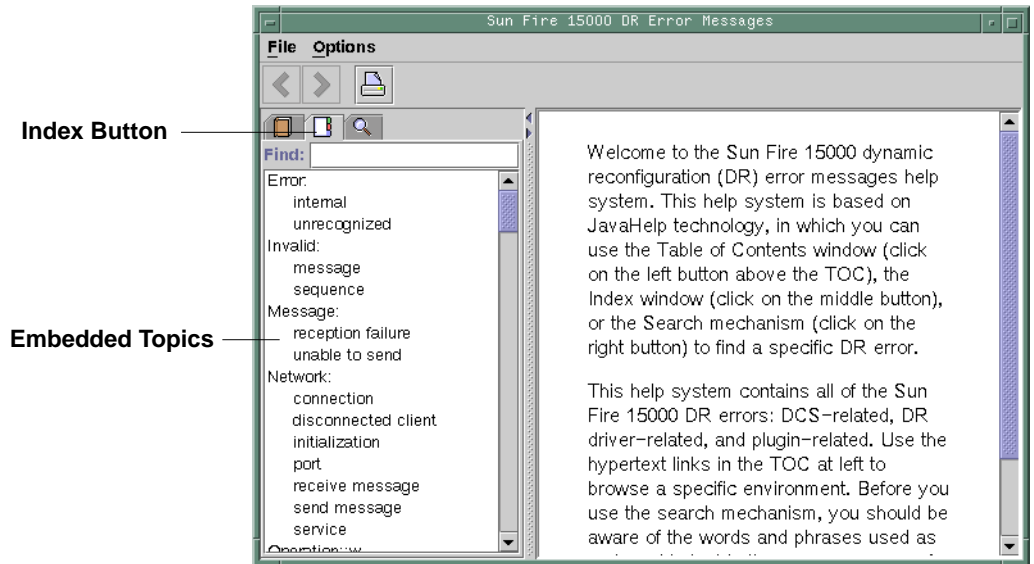 Sun Fire 15000 DR Error Messages
File Options
Index Button
Find:
Error:
internal
unrecognized
Invalid:
message
sequence
Message:
reception failure
unable to send
Embedded Topics
Network:
connection
disconnected client
initialization
port
receive message
send message
service
Operation::w
Welcome to the Sun Fire 15000 dynamic
reconfiguration (DR) error messages help
system. This help system is based on
JavaHelp technology, in which you can
use the Table of Contents window (click
on the left button above the TOC), the
Index window (click on the middle button),
or the Search mechanism (click on the
right button) to find a specific DR error.
This help system contains all of the Sun
Fire 15000 DR errors: DCS-related, DR
driver-related, and plugin-related. Use the
hypertext links in the TOC at left to
browse a specific environment. Before you
use the search mechanism, you should be
aware of the words and phrases used as